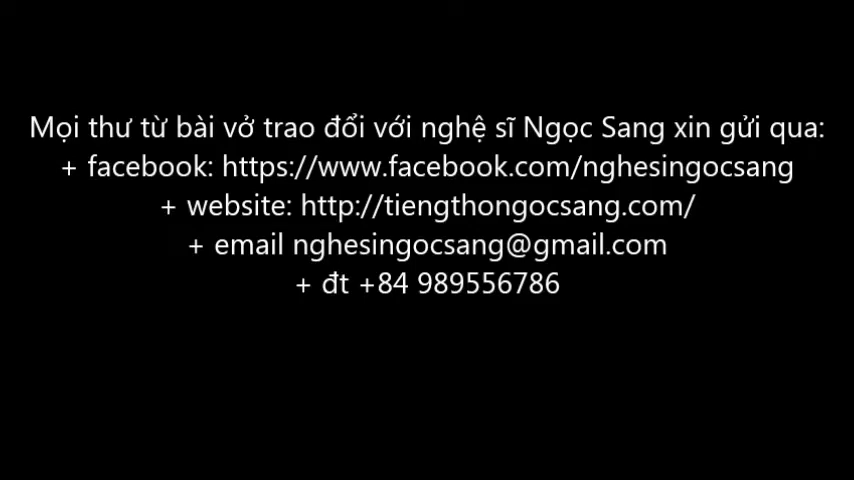 Mọi thư từ bài vở trao đổi với nghệ sĩ Ngọc Sang xin gửi qua:
+ facebook: https://www.facebook.com/nghesingocsang
+ website: http://tiengthongocsang.com/
+ email nghesingocsang@gmail.com
+ đt +84 989556786